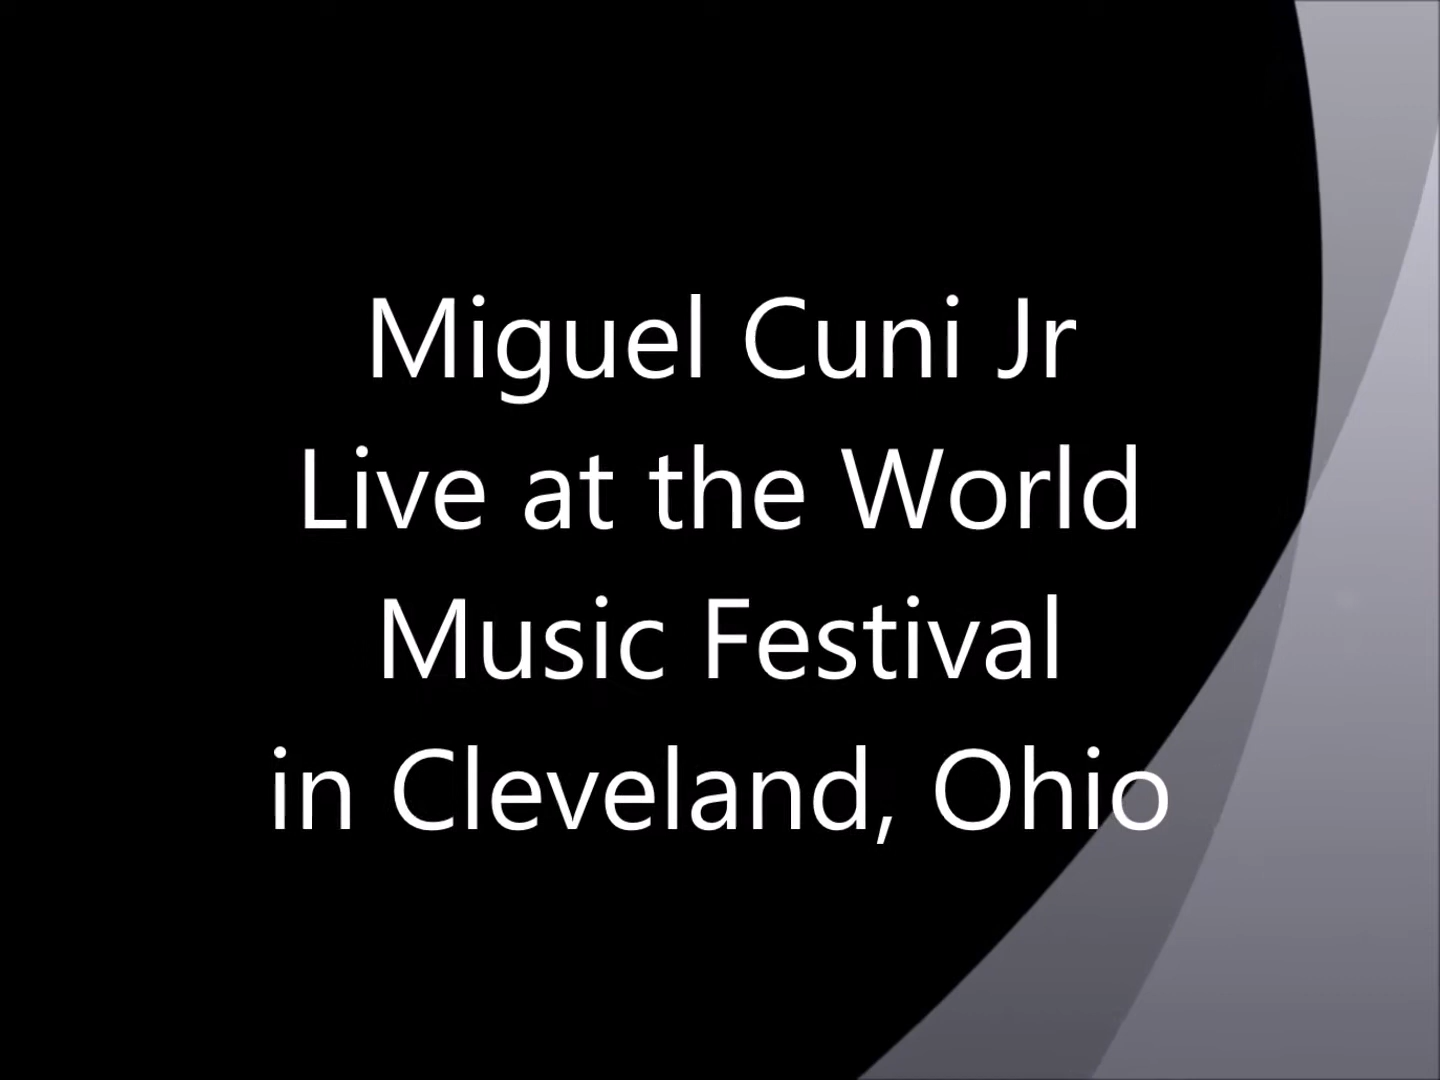 Miguel Cuni Jr
Live at the World
Music Festival
in Cleveland, Ohio